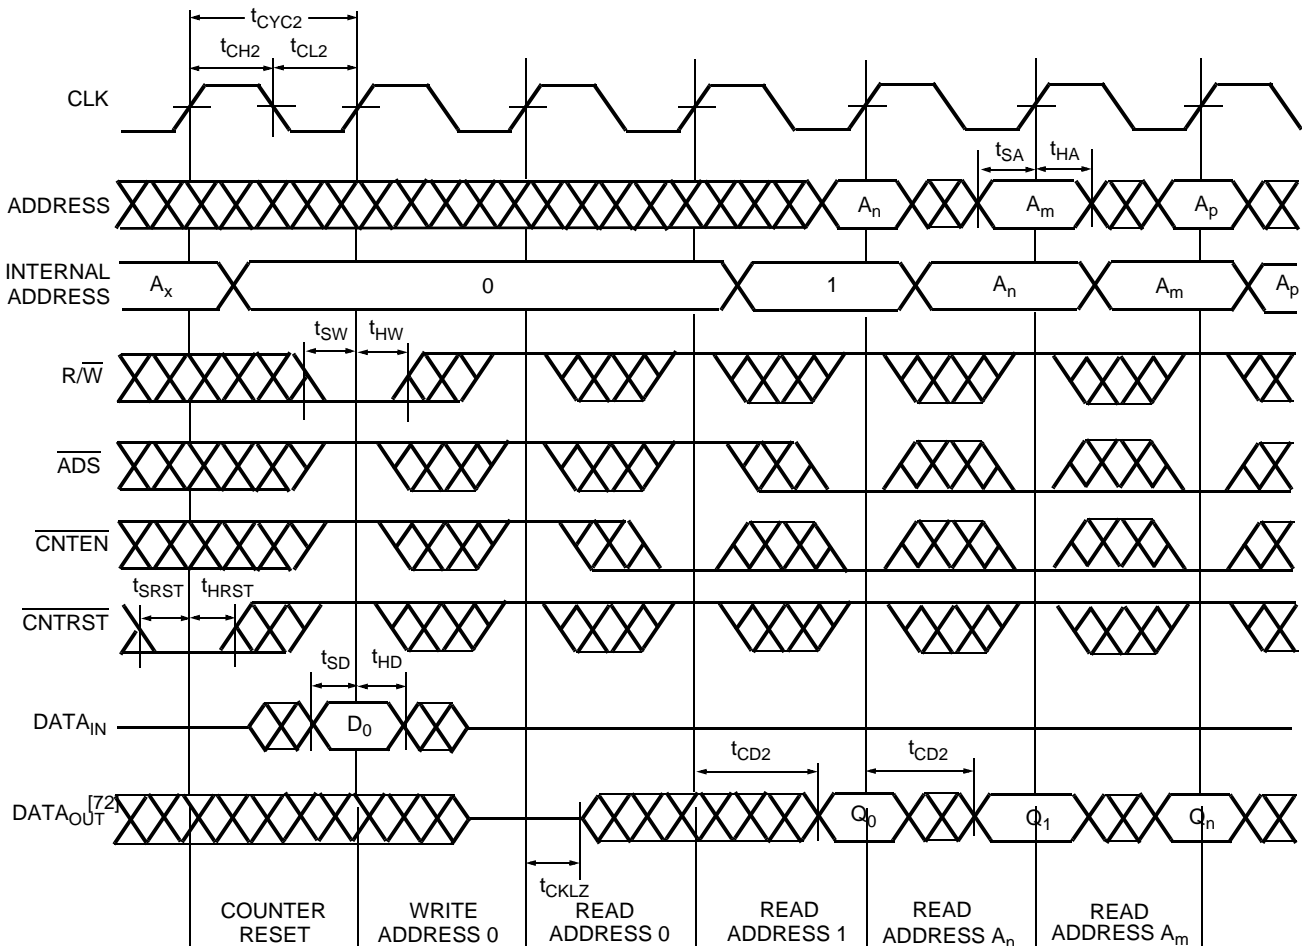 tCYC2
tCH2 tCL2
CLK
tSA tHA
ADDRESS An Am Ap
INTERNAL
ADDRESS
Ax 0 1 An Am Ap
tSW tHW
R/W
ADS
CNTEN
tSRST tHRST
CNTRST
tSD tHD
DATAIN D0
tCD2 tCD2
DATAOUT[72] Q0 Q1 Qn
tCKLZ
COUNTER
RESET
WRITE
ADDRESS 0
READ
ADDRESS 0
READ
ADDRESS 1
READ
ADDRESS An
READ
ADDRESS Am